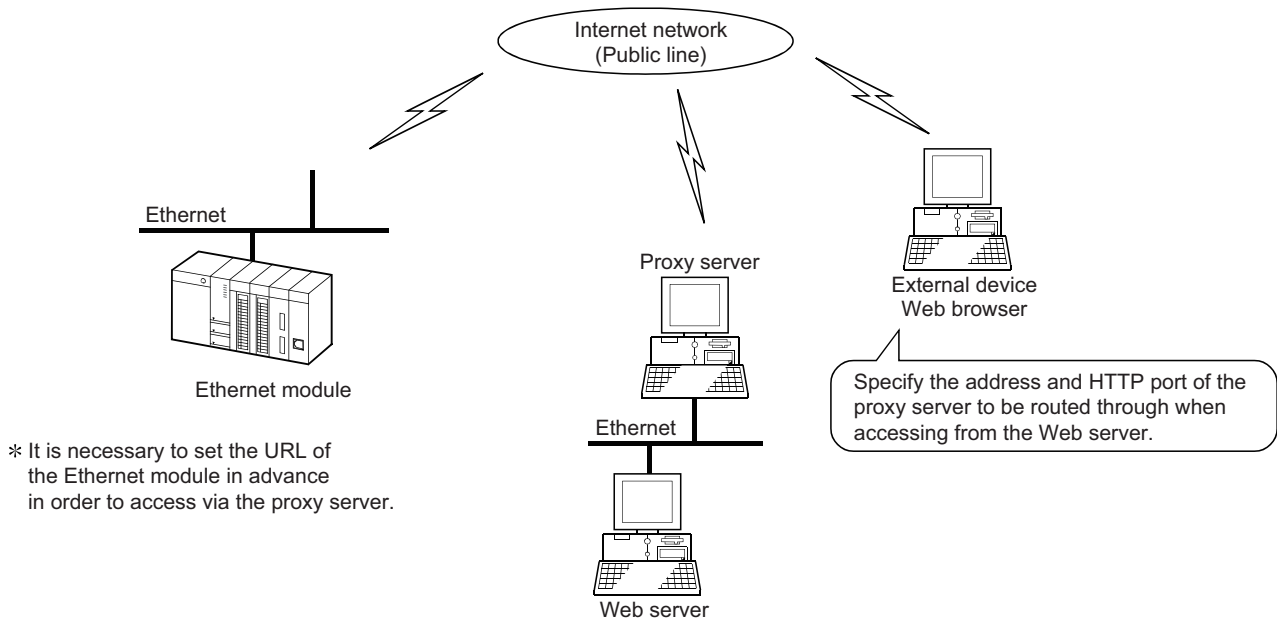 Internet network
(Public line)
Ethernet
Ethernet module
* It is necessary to set the URL of
the Ethernet module in advance
in order to access via the proxy server.
Proxy server
Ethernet
Web server
External device
Web browser
Specify the address and HTTP port of the
proxy server to be routed through when
accessing from the Web server.